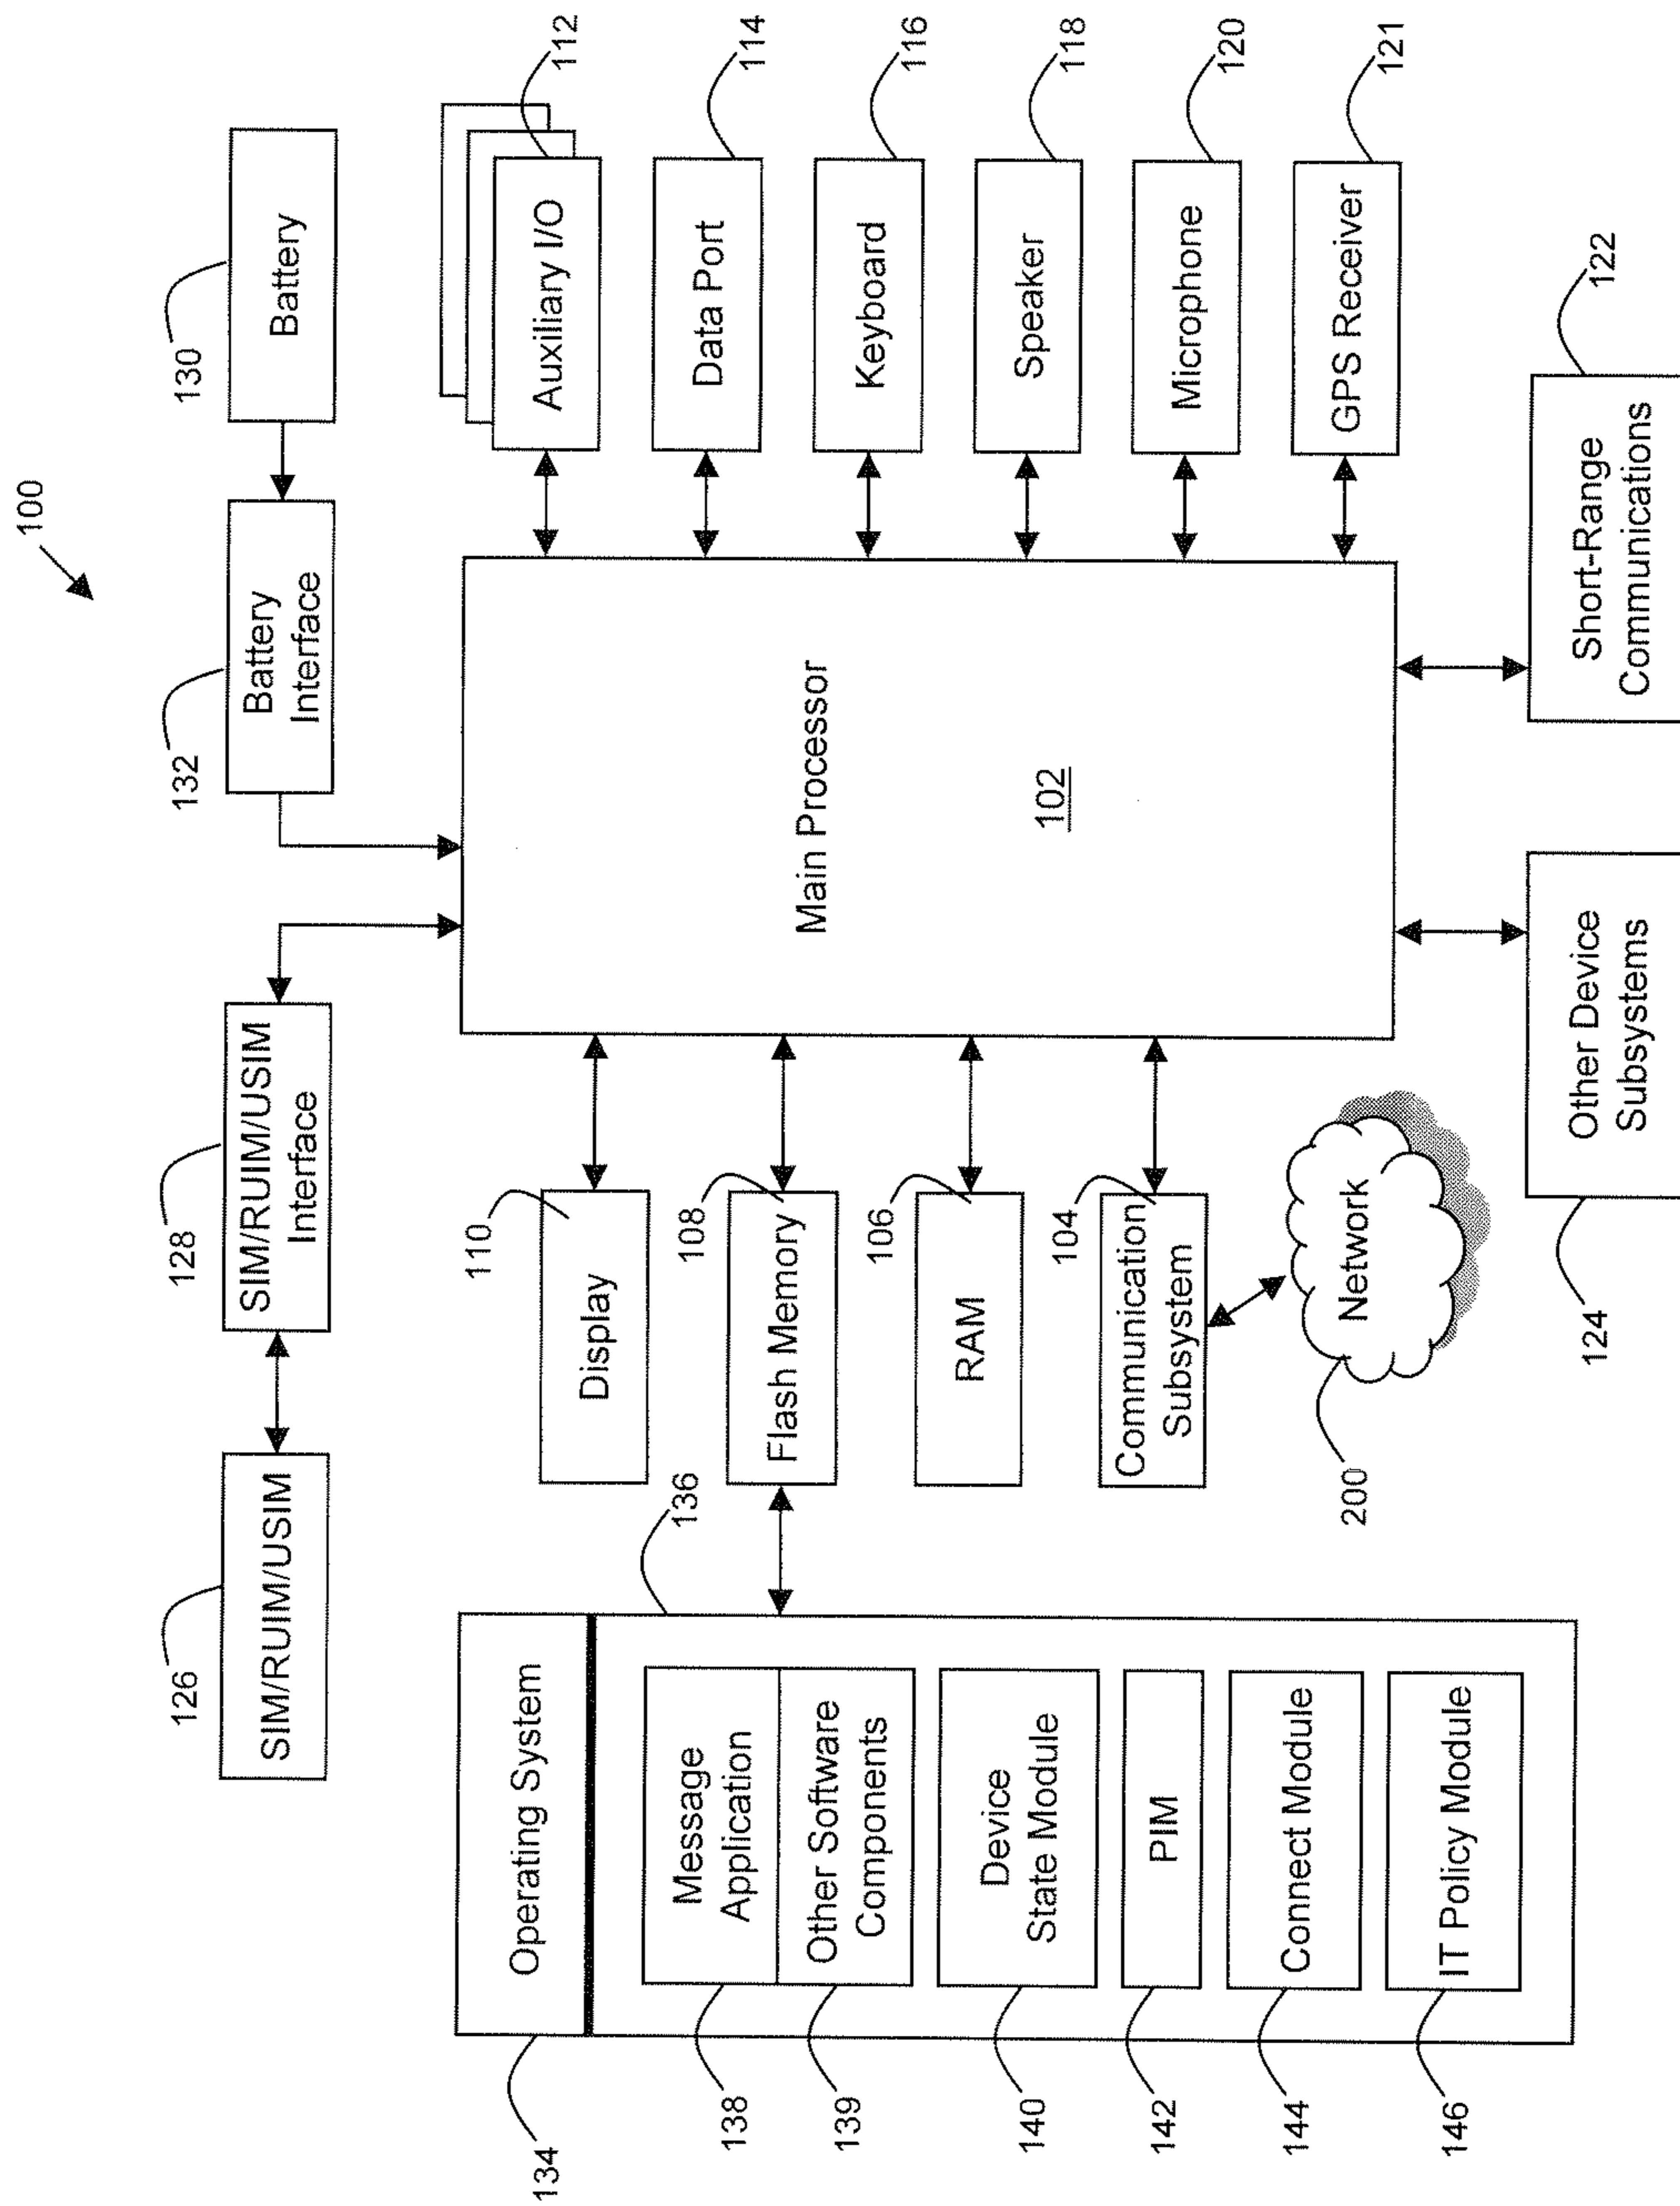 100
126
SIM/RUIM/USIM
128
SIM/RUIM/USIM
Interface
132
Battery
Interface
130
Battery
134
Operating System
136
138
Message
Application
139
Other Software
Components
140
Device
State Module
142
PIM
144
Connect Module
146
IT Policy Module
110
Display
108
Flash Memory
106
RAM
104
Communication
Subsystem
200
Network
Main Processor
102
Auxiliary I/O
112
Data Port
114
Keyboard
116
Speaker
118
Microphone
120
GPS Receiver
121
124
Other Device
Subsystems
Short-Range
Communications
122